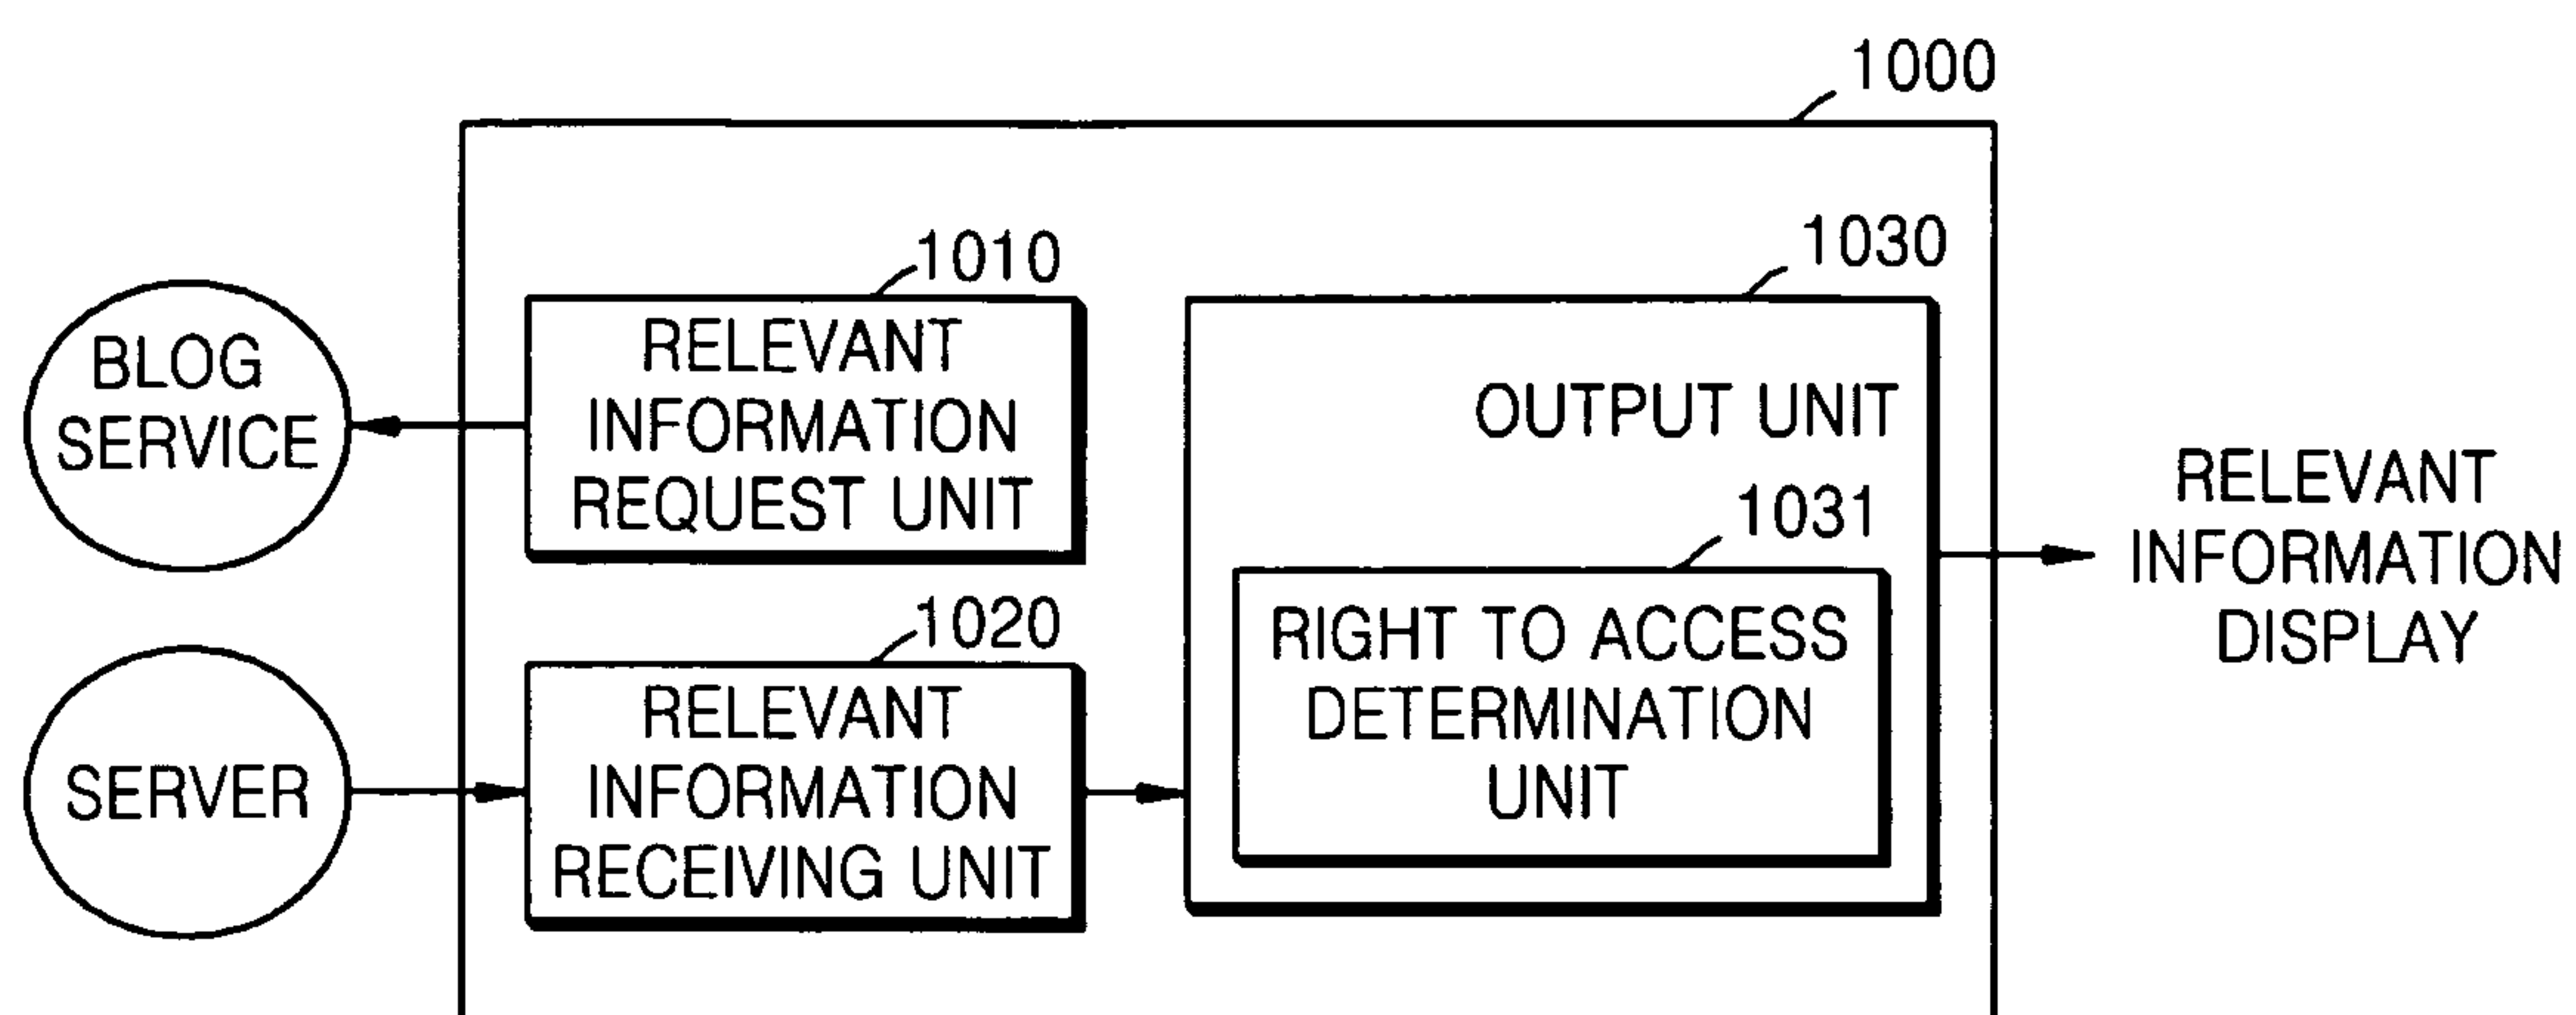 1000
1010
1030
BLOG
SERVICE
RELEVANT
INFORMATION
REQUEST UNIT
OUTPUT UNIT
1031
RELEVANT
INFORMATION
DISPLAY
1020
SERVER
RELEVANT
INFORMATION
RECEIVING UNIT
RIGHT TO ACCESS
DETERMINATION
UNIT